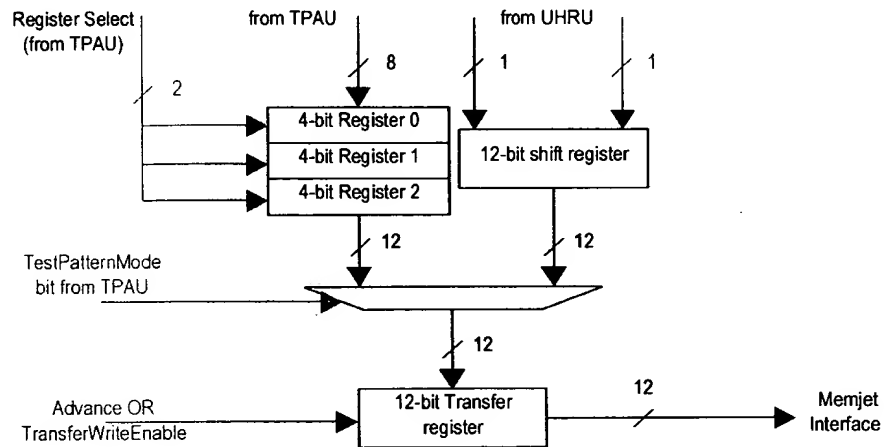 Register Select
(from TPAU)
from TPAU
from UHRU
2
8
1
1
4-bit Register 0
4-bit Register 1
4-bit Register 2
12-bit shift register
12
12
TestPatternMode
bit from TPAU
12
Advance OR
TransferWriteEnable
12-bit Transfer
register
12
Memjet
Interface